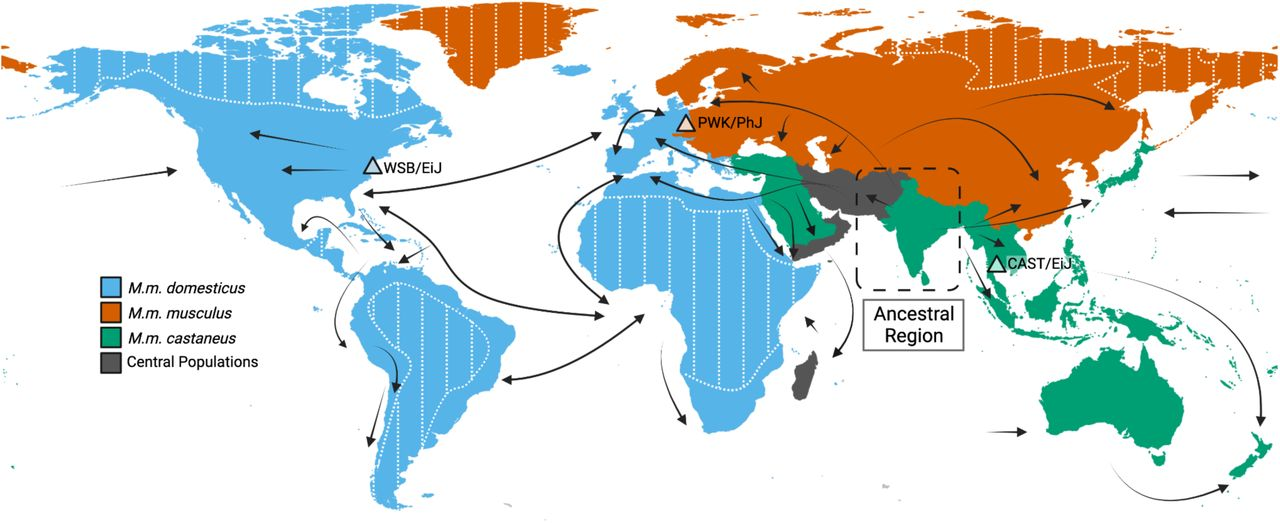 PWK/PhJ
WSB/EiJ
CAST/EiJ
M.m. domesticus
M.m. musculus
M.m. castaneus
Central Populations
Ancestral
Region